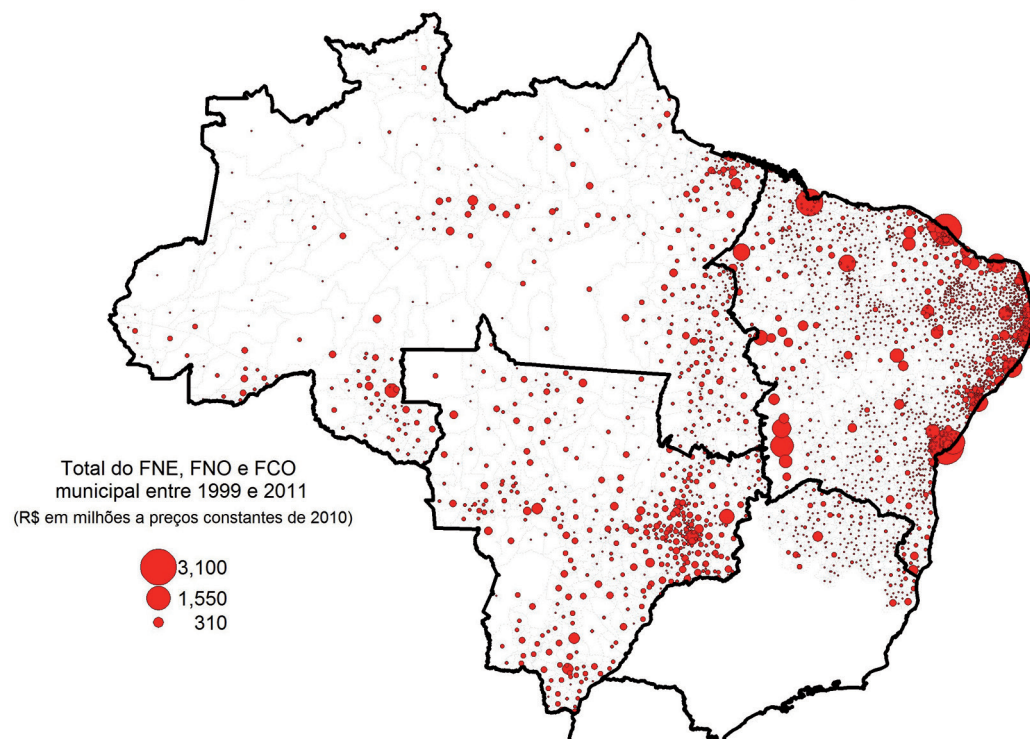 Total do FNE, FNO e FCO
municipal entre 1999 e 2011
(R$ em milhões a preços constantes de 2010)
3,100
1,550
310